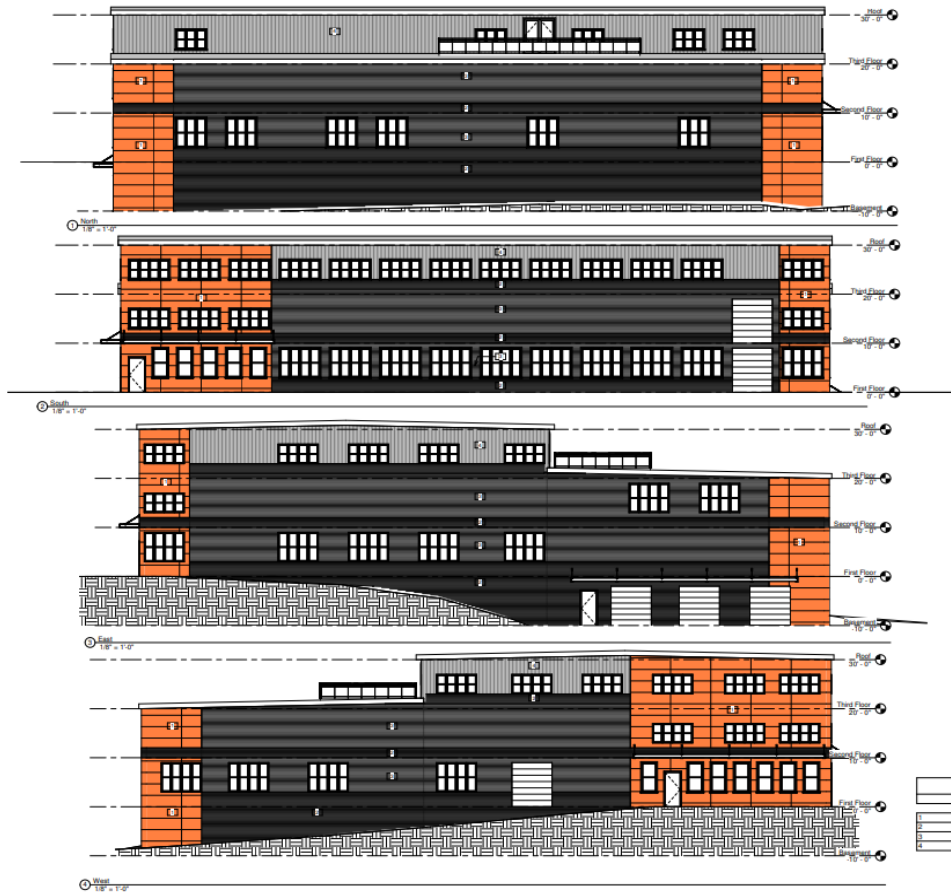 Roof
30' - 0"
Third Floor
20' - 0"
Second Floor
10' - 0"
First Floor
0' - 0"
Basement
-10' - 0"
1 North
1/8" = 1'-0"
Roof
30' - 0"
Third Floor
20' - 0"
Second Floor
10' - 0"
First Floor
0' - 0"
2 South
1/8" = 1'-0"
Roof
30' - 0"
Third Floor
20' - 0"
Second Floor
10' - 0"
First Floor
0' - 0"
Basement
-10' - 0"
3 East
1/8" = 1'-0"
Roof
30' - 0"
Third Floor
20' - 0"
Second Floor
10' - 0"
First Floor
0' - 0"
Basement
-10' - 0"
4 West
1/8" = 1'-0"
1
2
3
4